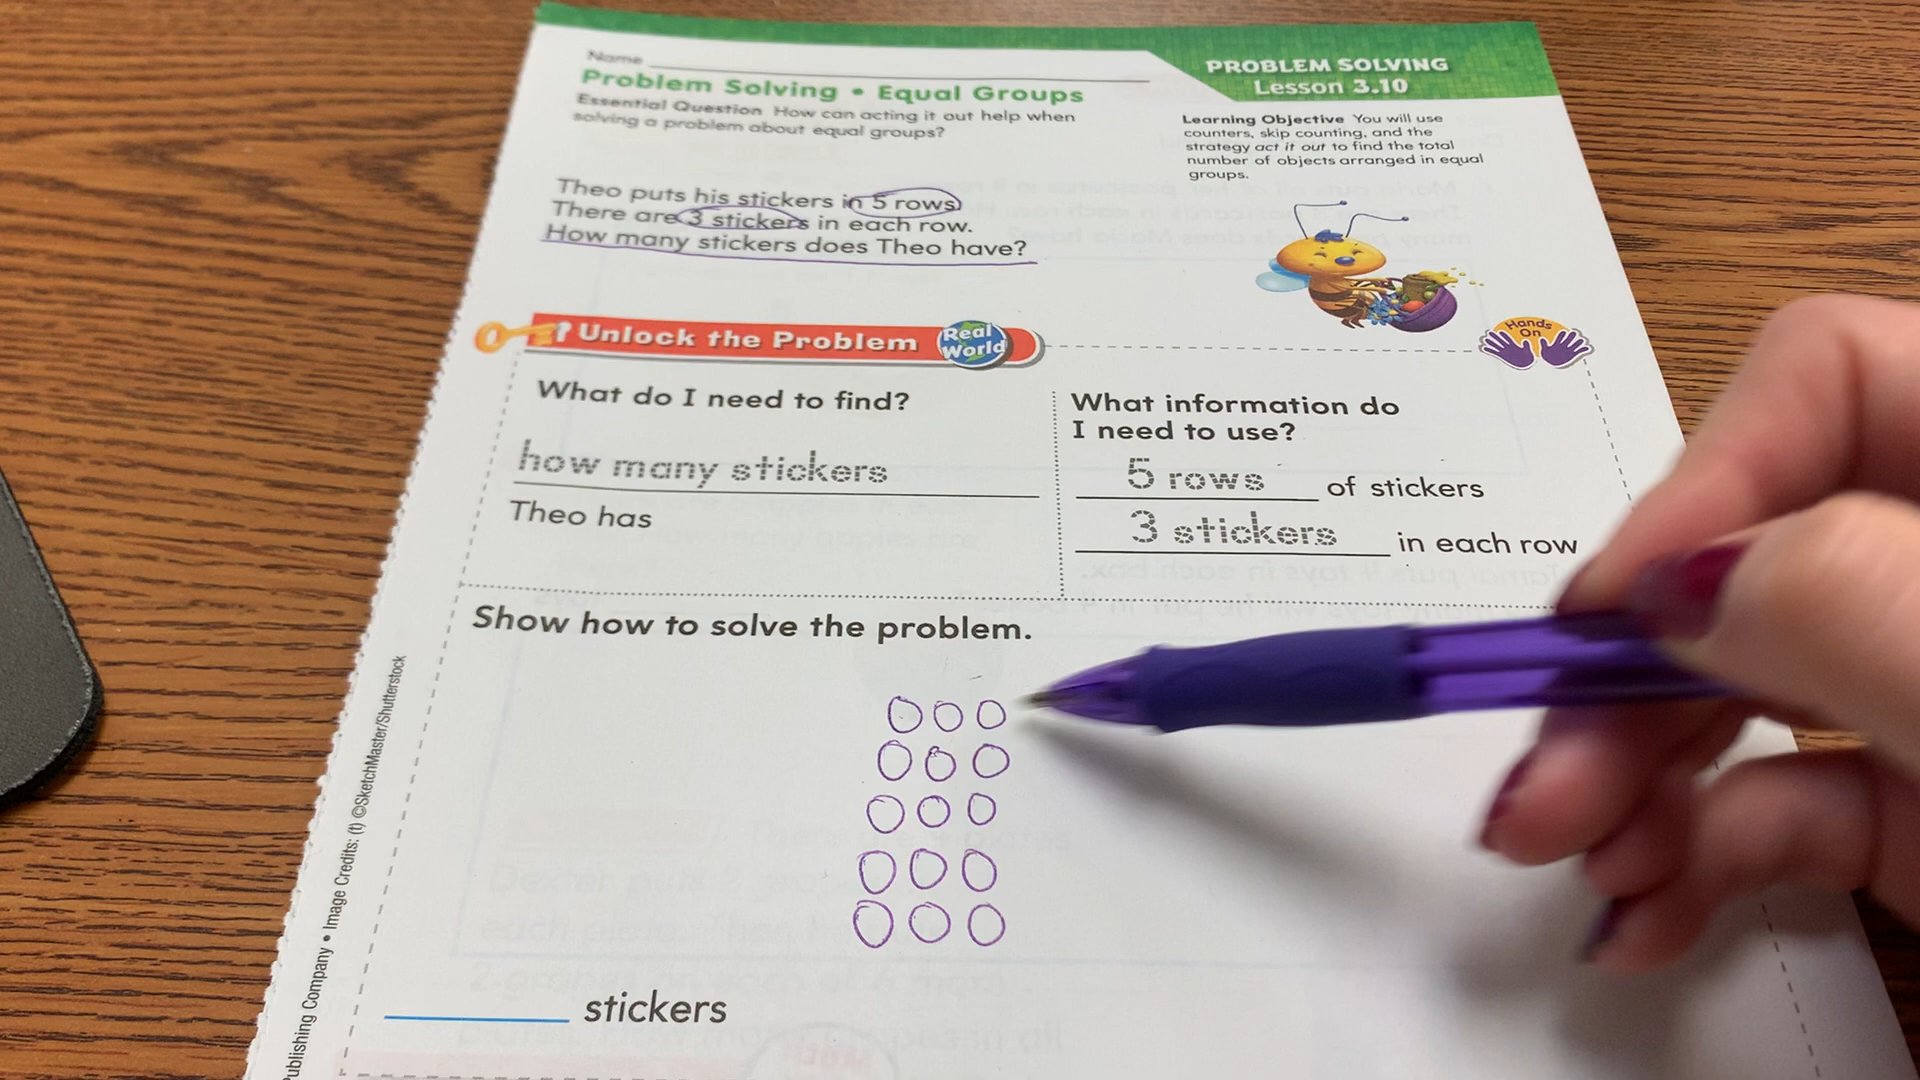 Name
PROBLEM SOLVING
Lesson 3.10
Problem Solving • Equal Groups
Essential Question How can acting it out help when
solving a problem about equal groups?
Learning Objective You will use
counters, skip counting, and the
strategy act it out to find the total
number of objects arranged in equal
groups.
Theo puts his stickers in 5 rows.
There are 3 stickers in each row.
How many stickers does Theo have?
Unlock the Problem
Real
World
Hands
On
What do I need to find?
how many stickers
Theo has
What information do
I need to use?
5 rows of stickers
3 stickers in each row
Show how to solve the problem.
stickers
Publishing Company • Image Credits: (t) ©SketchMaster/Shutterstock